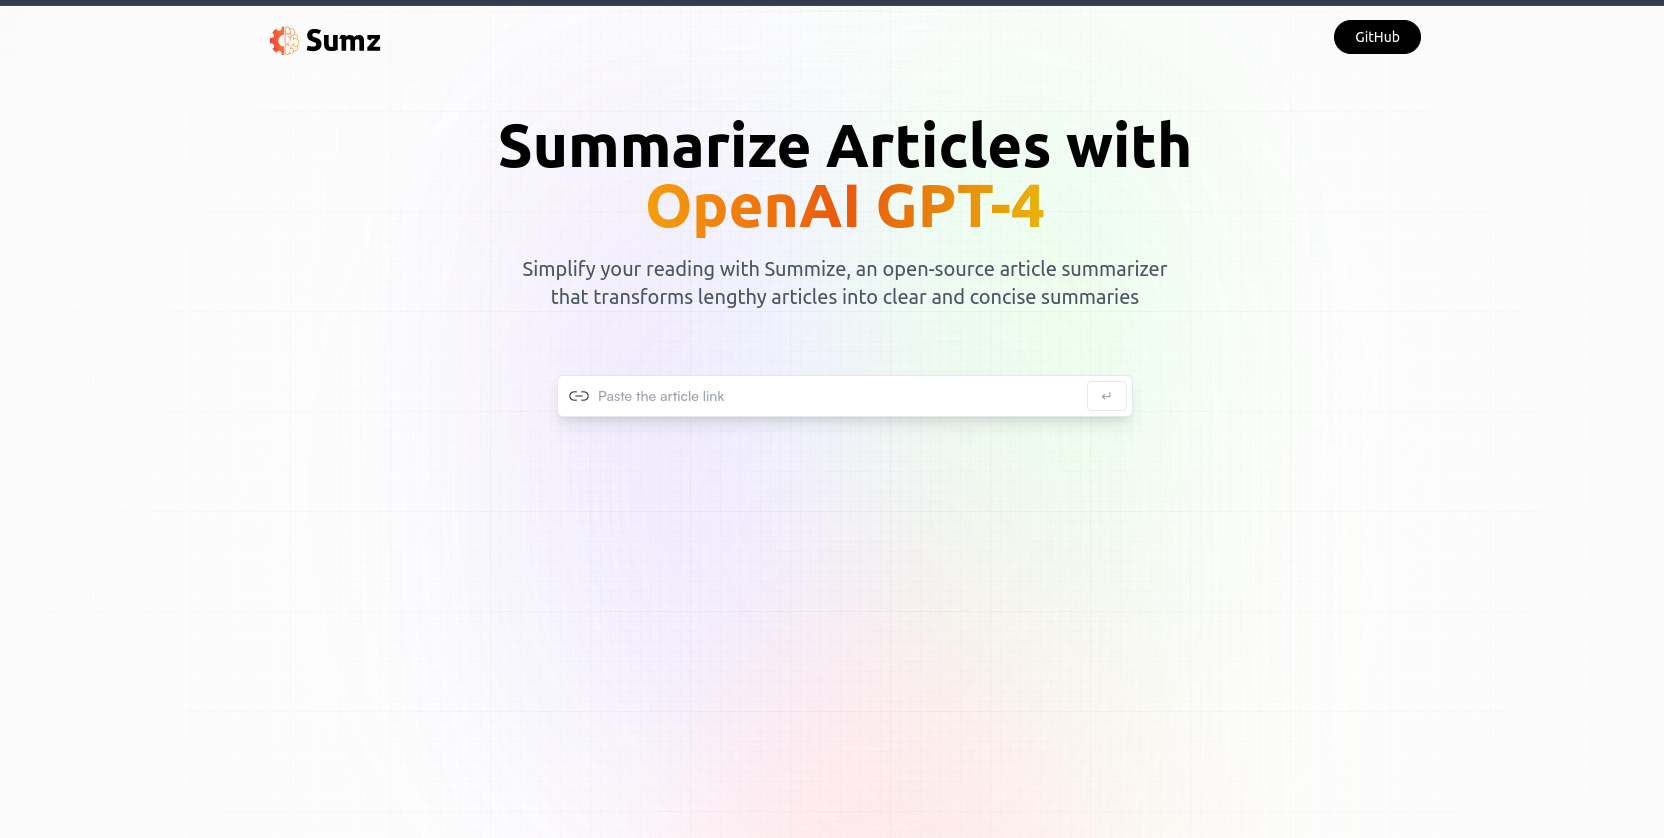 Sumz
GitHub
Summarize Articles with
OpenAI GPT-4
Simplify your reading with Summize, an open-source article summarizer
that transforms lengthy articles into clear and concise summaries
Paste the article link
↵